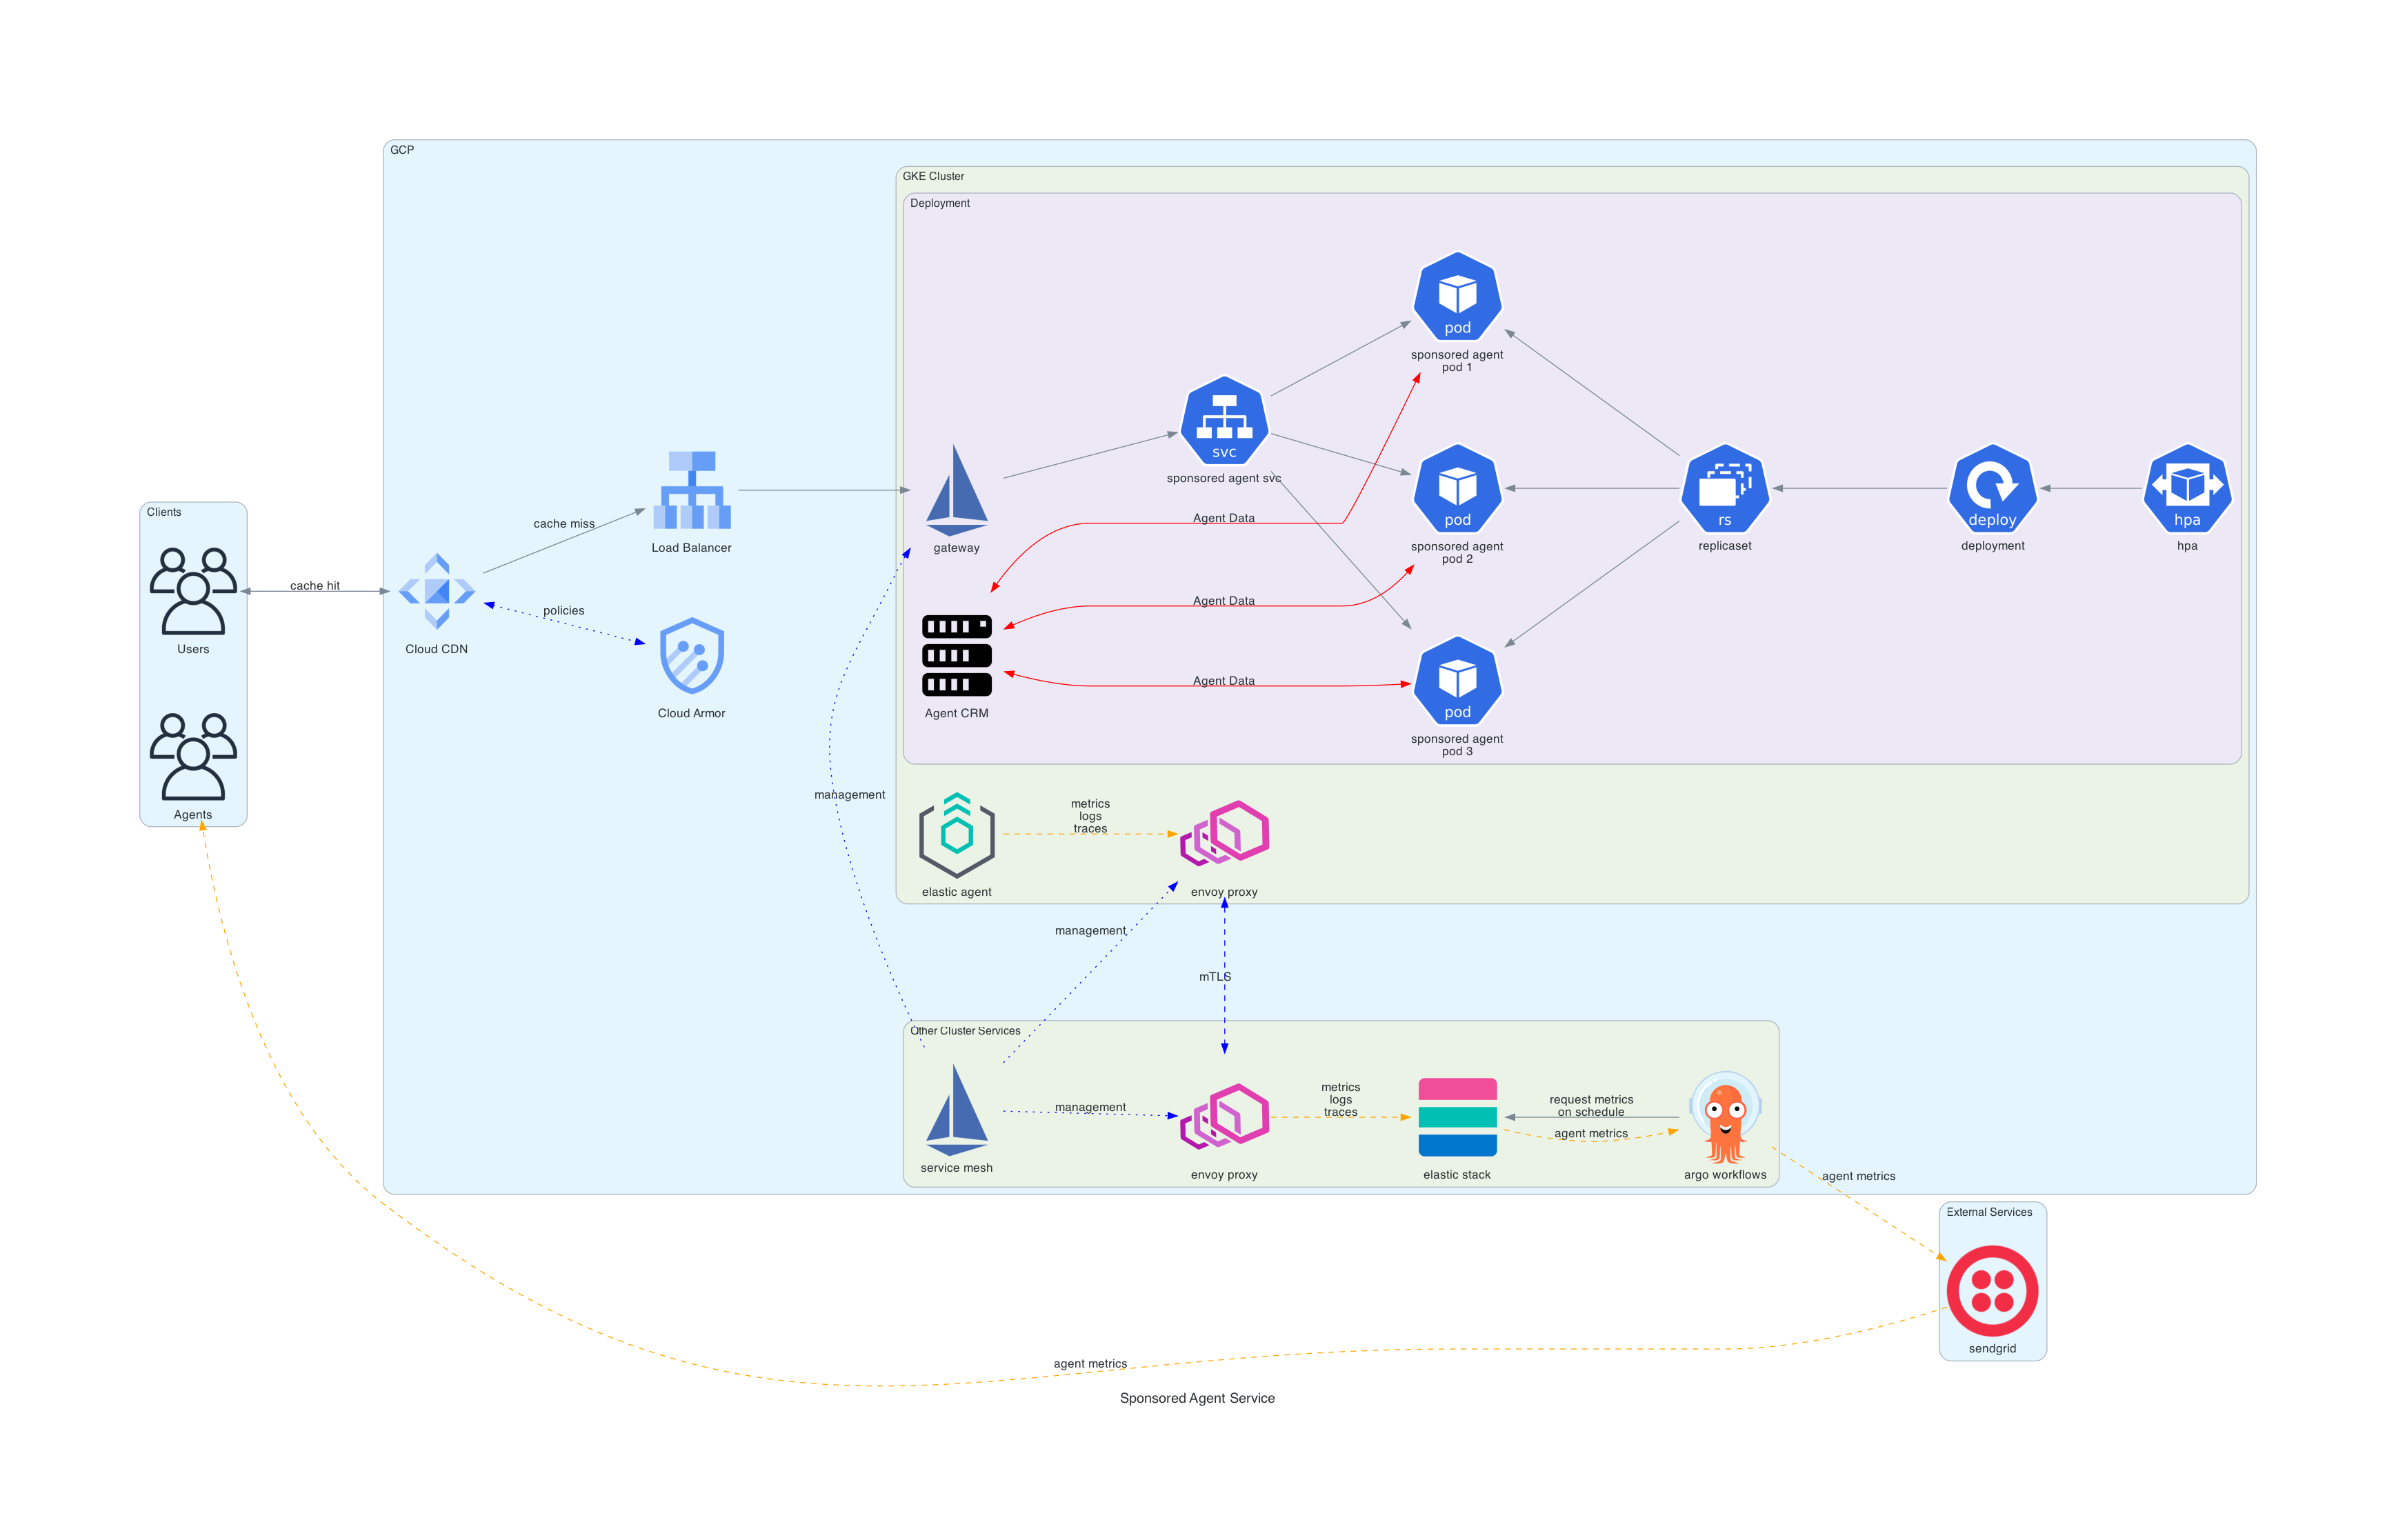 GCP
GKE Cluster
Deployment
pod
sponsored agent
pod 1
svc
sponsored agent svc
pod
sponsored agent
pod 2
rs
replicaset
deploy
deployment
hpa
hpa
Clients
Users
Agents
cache hit
Cloud CDN
cache miss
policies
Load Balancer
Cloud Armor
gateway
Agent Data
Agent Data
Agent Data
Agent CRM
pod
sponsored agent
pod 3
management
elastic agent
metrics
logs
traces
envoy proxy
management
mTLS
Other Cluster Services
service mesh
management
envoy proxy
metrics
logs
traces
elastic stack
request metrics
on schedule
agent metrics
argo workflows
agent metrics
External Services
sendgrid
agent metrics
Sponsored Agent Service